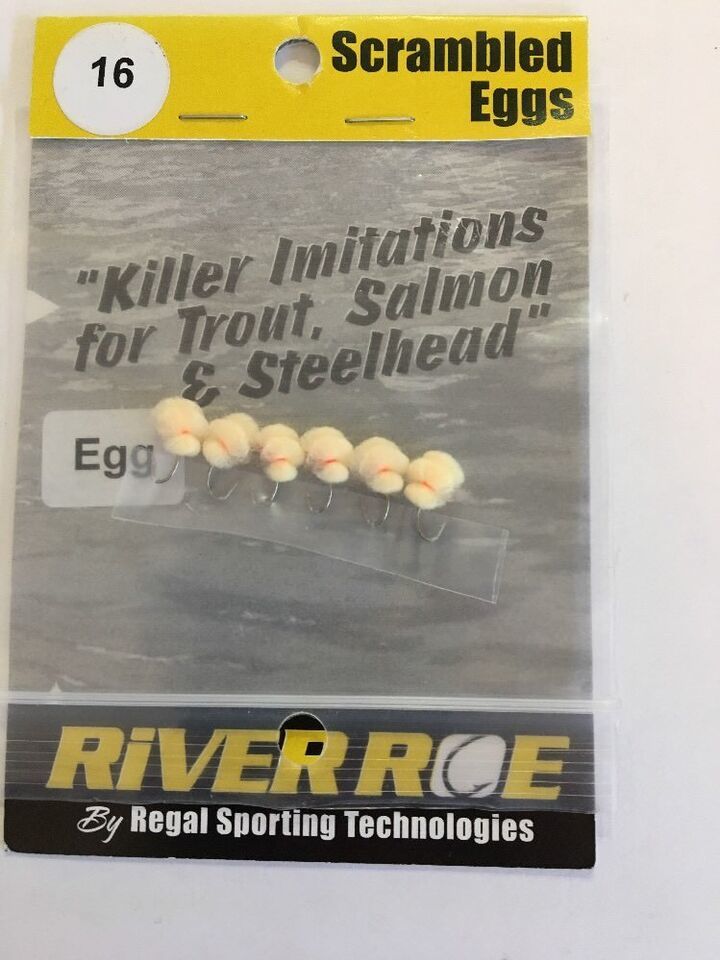 16
Scrambled
Eggs
"Killer Imitations
for Trout, Salmon
& Steelhead"
Egg
RiVER ROE
By Regal Sporting Technologies